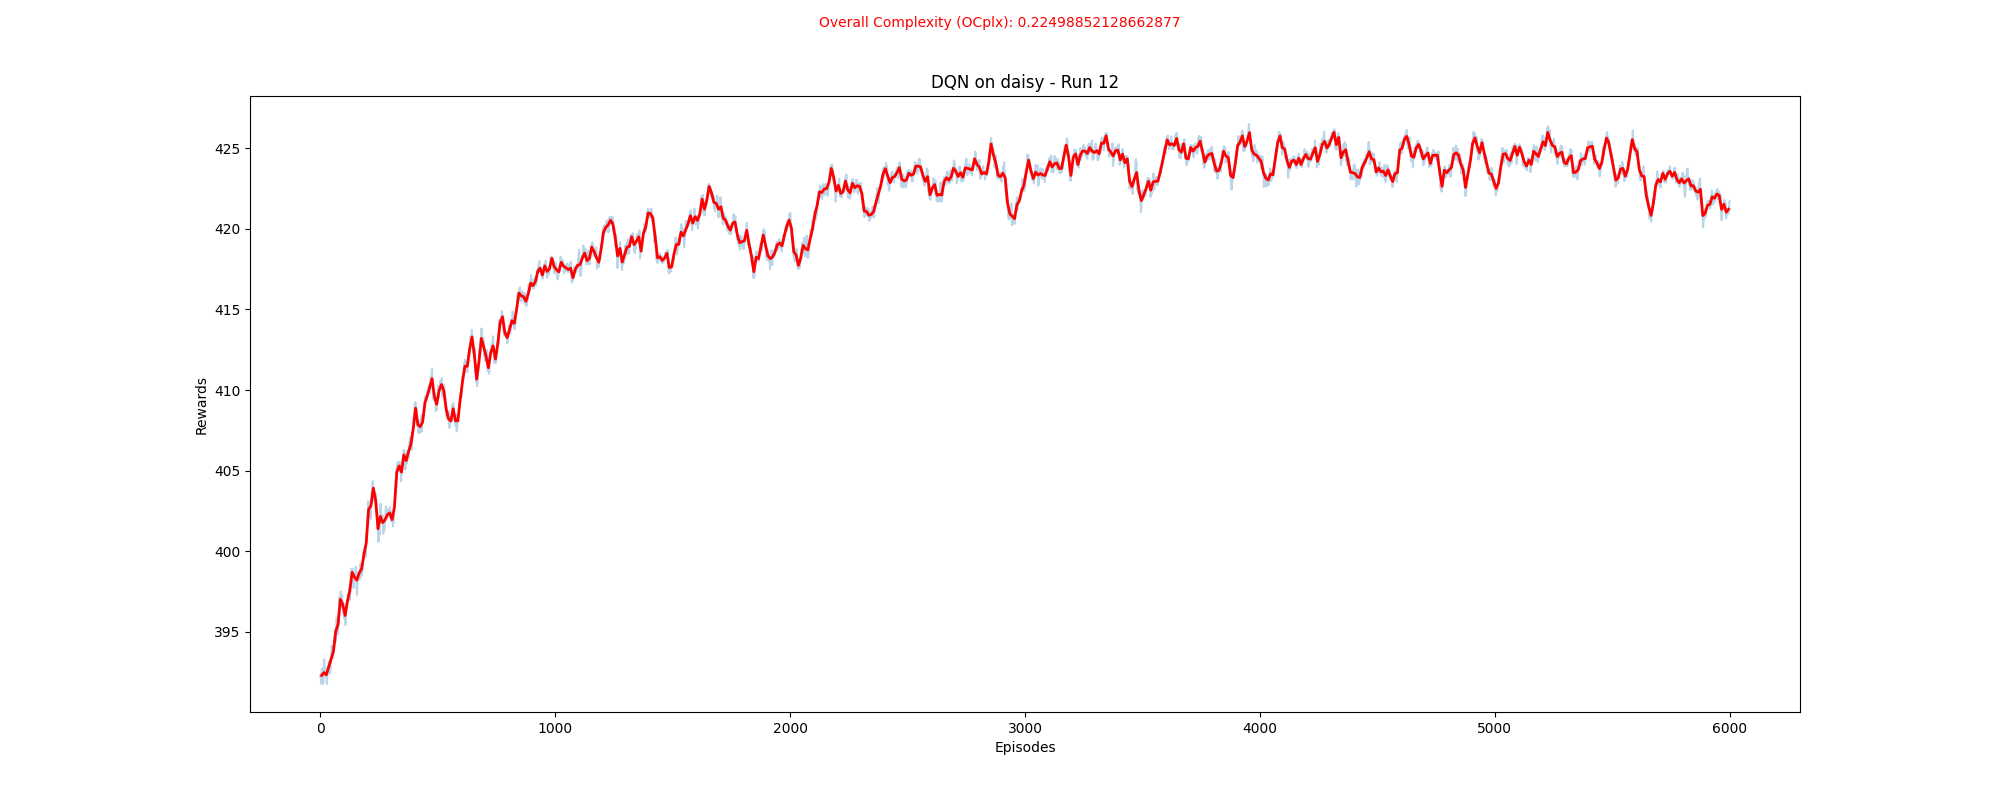 Overall Complexity (OCplx): 0.22498852128662877
DQN on daisy - Run 12
425
420
415
410
405
400
395
Rewards
0 1000 2000 3000 4000 5000 6000
Episodes